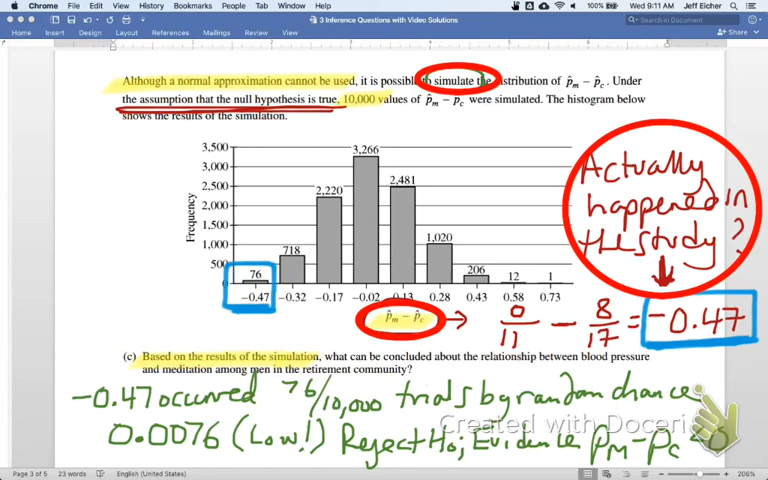 Chrome File Edit View History Bookmarks People Tab Window Help
100% Wed 9:11 AM Jeff Eicher
3 Inference Questions with Video Solutions
Search in Document
Home Insert Design Layout References Mailings Review View
Share
Although a normal approximation cannot be used, it is possible to simulate the distribution of p̂m − p̂c. Under
the assumption that the null hypothesis is true, 10,000 values of p̂m − p̂c were simulated. The histogram below
shows the results of the simulation.
Frequency
3,500
3,000
2,500
2,000
1,500
1,000
500
0
76 718 2,220 3,266 2,481 1,020 206 12 1
−0.47 −0.32 −0.17 −0.02 0.13 0.28 0.43 0.58 0.73
p̂m − p̂c
Actually
happened in
the study?
0/11 − 8/17 = −0.47
(c) Based on the results of the simulation, what can be concluded about the relationship between blood pressure
and meditation among men in the retirement community?
−0.47 occurred 76/10,000 trials by random chance
Created with Doceri
0.0076 (Low!) Reject Ho; Evidence pm − pc < 0
Page 3 of 5 23 words English (United States) 206%